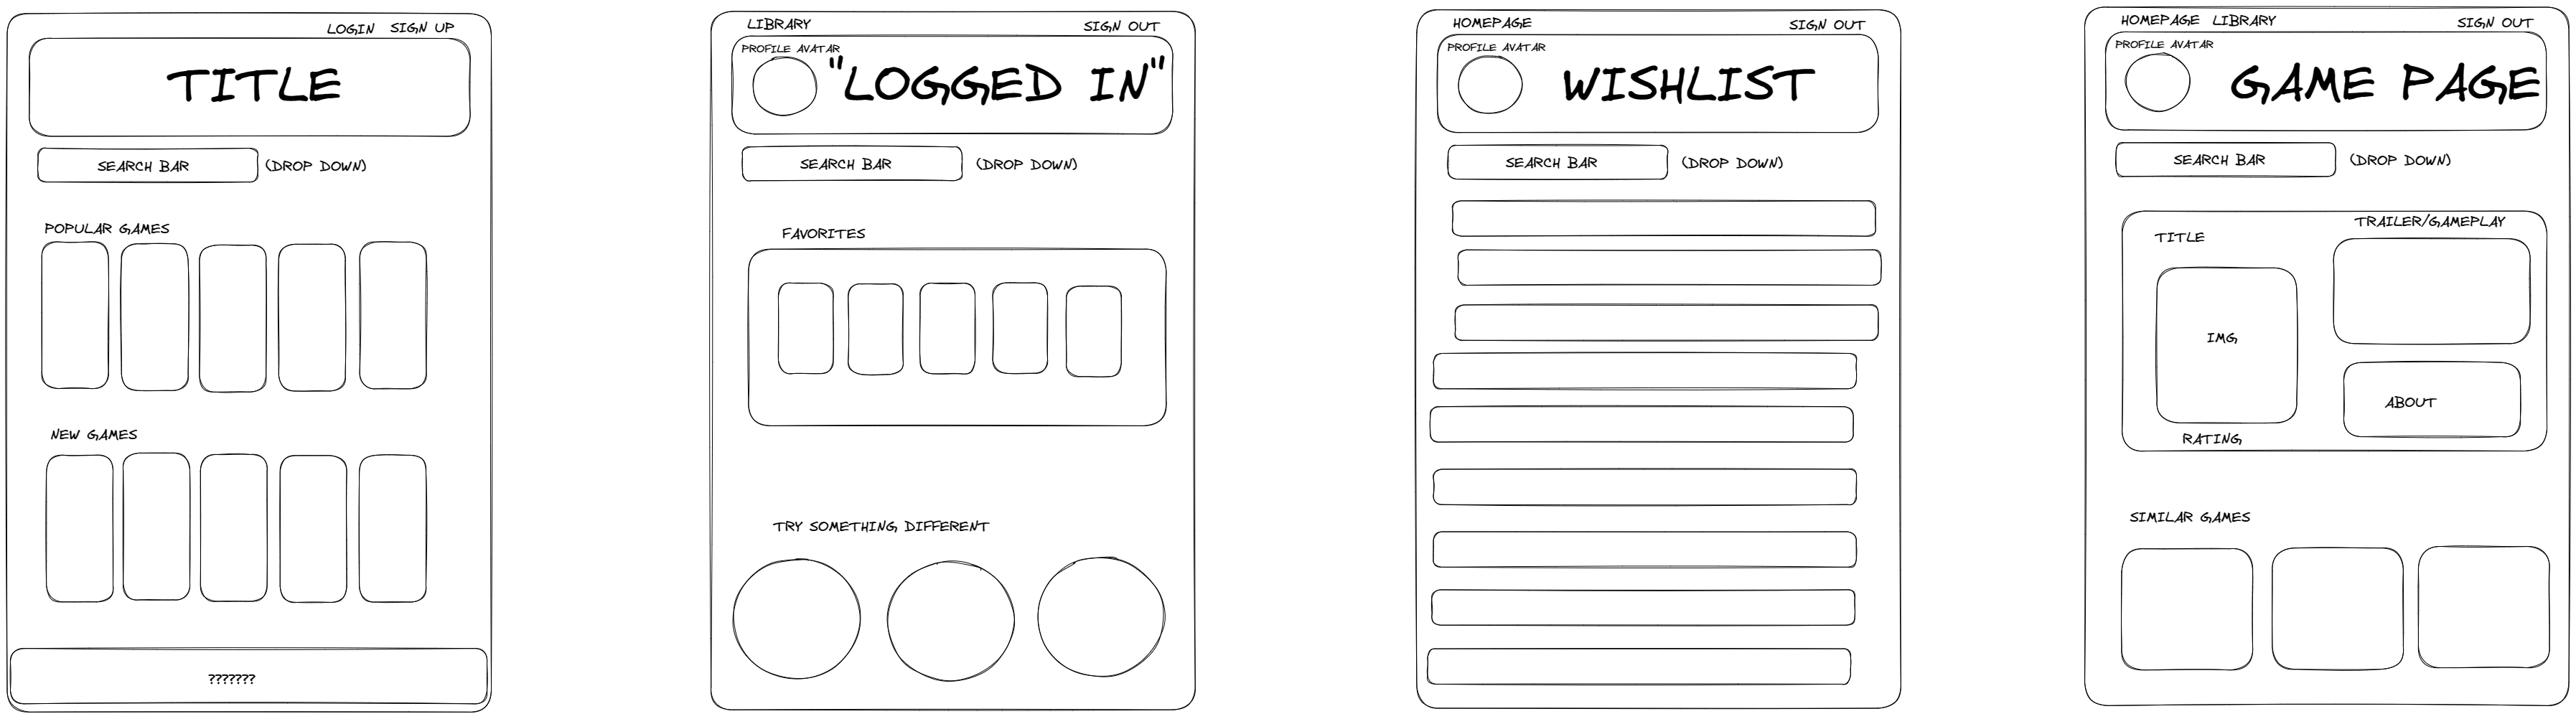 LOGIN SIGN UP
TITLE
SEARCH BAR (DROP DOWN)
POPULAR GAMES
NEW GAMES
???????
LIBRARY SIGN OUT
PROFILE AVATAR
"LOGGED IN"
SEARCH BAR (DROP DOWN)
FAVORITES
TRY SOMETHING DIFFERENT
HOMEPAGE SIGN OUT
PROFILE AVATAR
WISHLIST
SEARCH BAR (DROP DOWN)
HOMEPAGE LIBRARY SIGN OUT
PROFILE AVATAR
GAME PAGE
SEARCH BAR (DROP DOWN)
TRAILER/GAMEPLAY
TITLE
IMG
ABOUT
RATING
SIMILAR GAMES